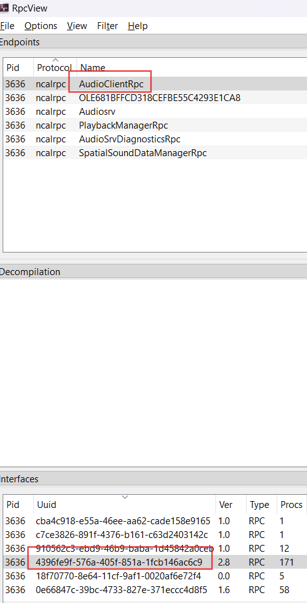 RpcView
File Options View Filter Help
Endpoints
Pid Protocol Name
3636 ncalrpc AudioClientRpc
3636 ncalrpc OLE681BFFCD318CEFBE55C4293E1CA8
3636 ncalrpc Audiosrv
3636 ncalrpc PlaybackManagerRpc
3636 ncalrpc AudioSrvDiagnosticsRpc
3636 ncalrpc SpatialSoundDataManagerRpc
Decompilation
Interfaces
Pid Uuid Ver Type Procs
3636 cba4c918-e55a-46ee-aa62-cade158e9165 1.0 RPC 1
3636 c7ce3826-891f-4376-b161-c63d2403142c 1.0 RPC 1
3636 910562c3-ebd9-46b9-baba-1d45842a0ceb 1.0 RPC 12
3636 4396fe9f-576a-405f-851a-1fcb146ac6c9 2.8 RPC 171
3636 18f70770-8e64-11cf-9af1-0020af6e72f4 0.0 RPC 5
3636 0e66847c-39bc-4733-827e-371eccc4d8f5 1.6 RPC 58